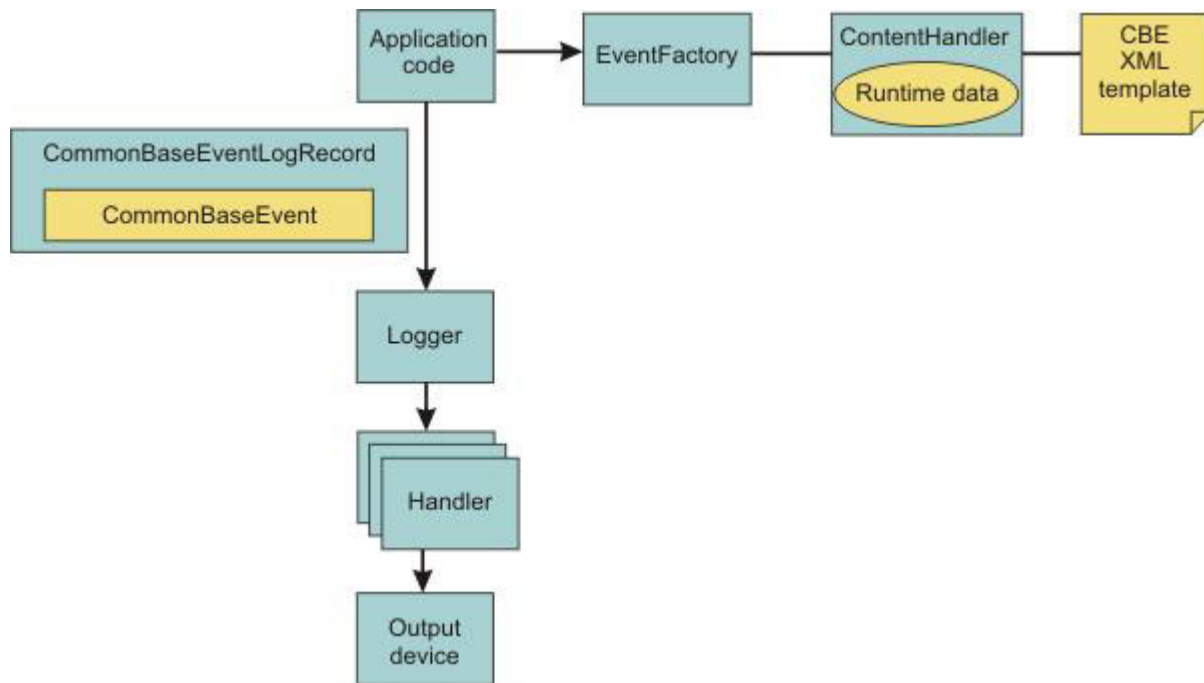 Application
code
EventFactory
ContentHandler
Runtime data
CBE
XML
template
CommonBaseEventLogRecord
CommonBaseEvent
Logger
Handler
Output
device